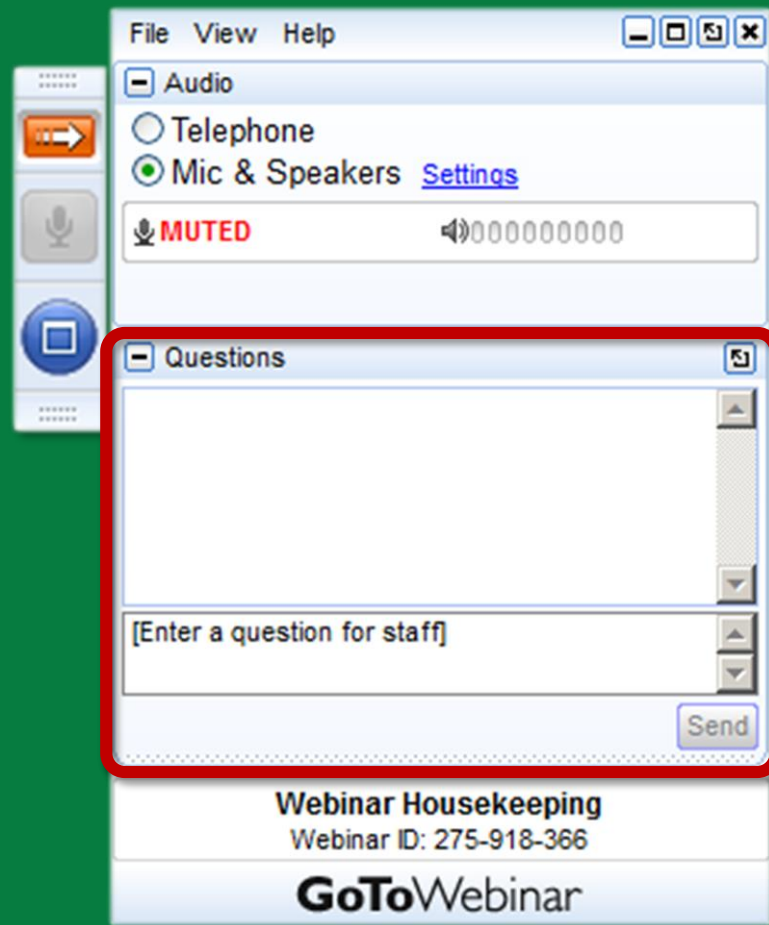 File View Help
Audio
Telephone
Mic & Speakers Settings
MUTED 000000000
Questions
[Enter a question for staff]
Send
Webinar Housekeeping
Webinar ID: 275-918-366
GoToWebinar